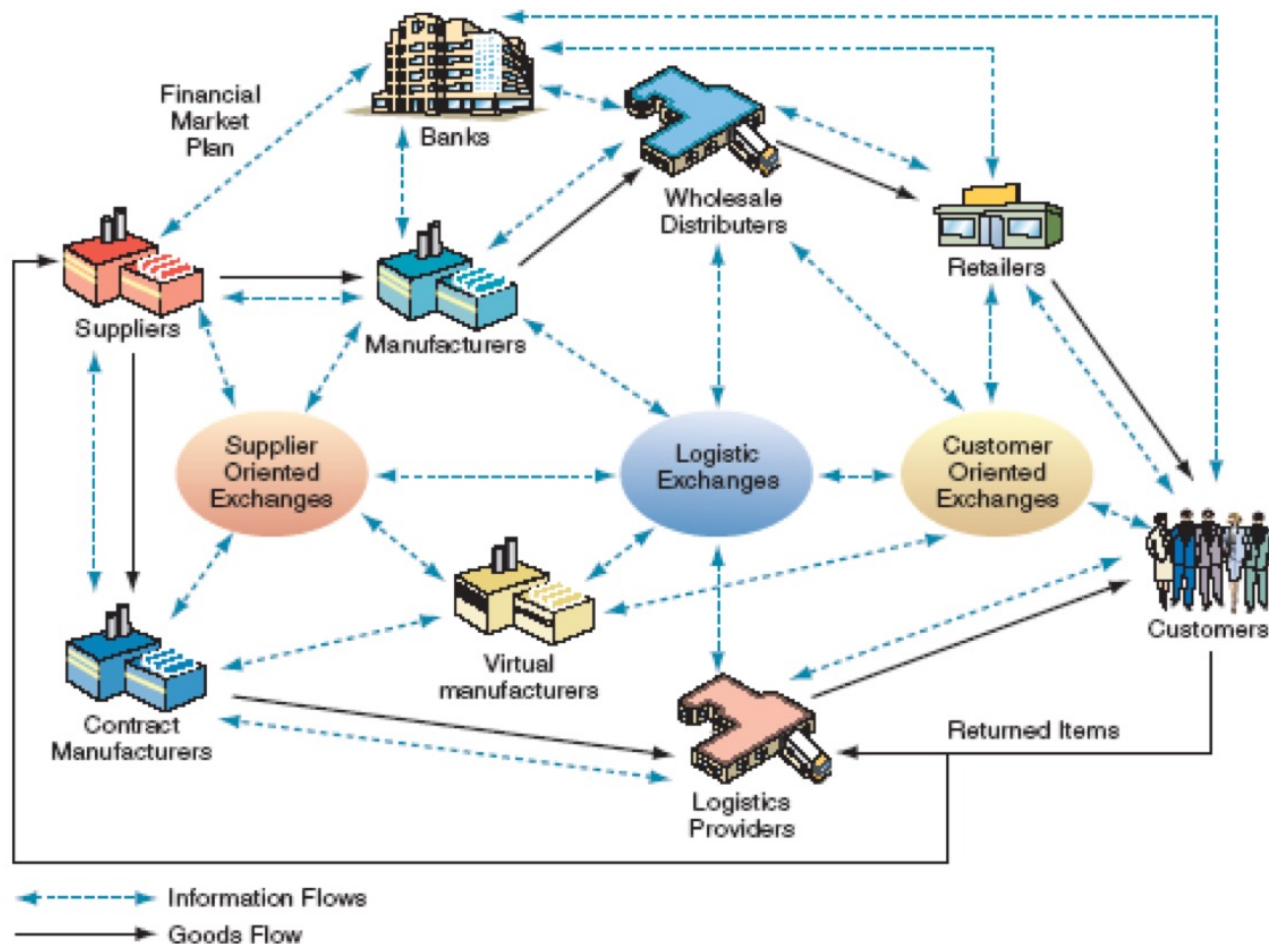 Financial
Market
Plan
Banks
Wholesale
Distributers
Retailers
Suppliers
Manufacturers
Supplier
Oriented
Exchanges
Logistic
Exchanges
Customer
Oriented
Exchanges
Customers
Virtual
manufacturers
Contract
Manufacturers
Returned Items
Logistics
Providers
Information Flows
Goods Flow